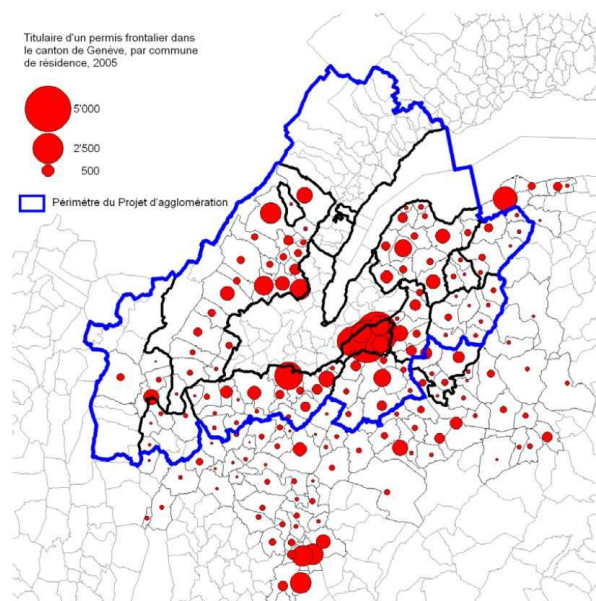 Titulaire d'un permis frontalier dans
le canton de Genève, par commune
de résidence, 2005
5'000
2'500
500
Périmètre du Projet d'agglomération